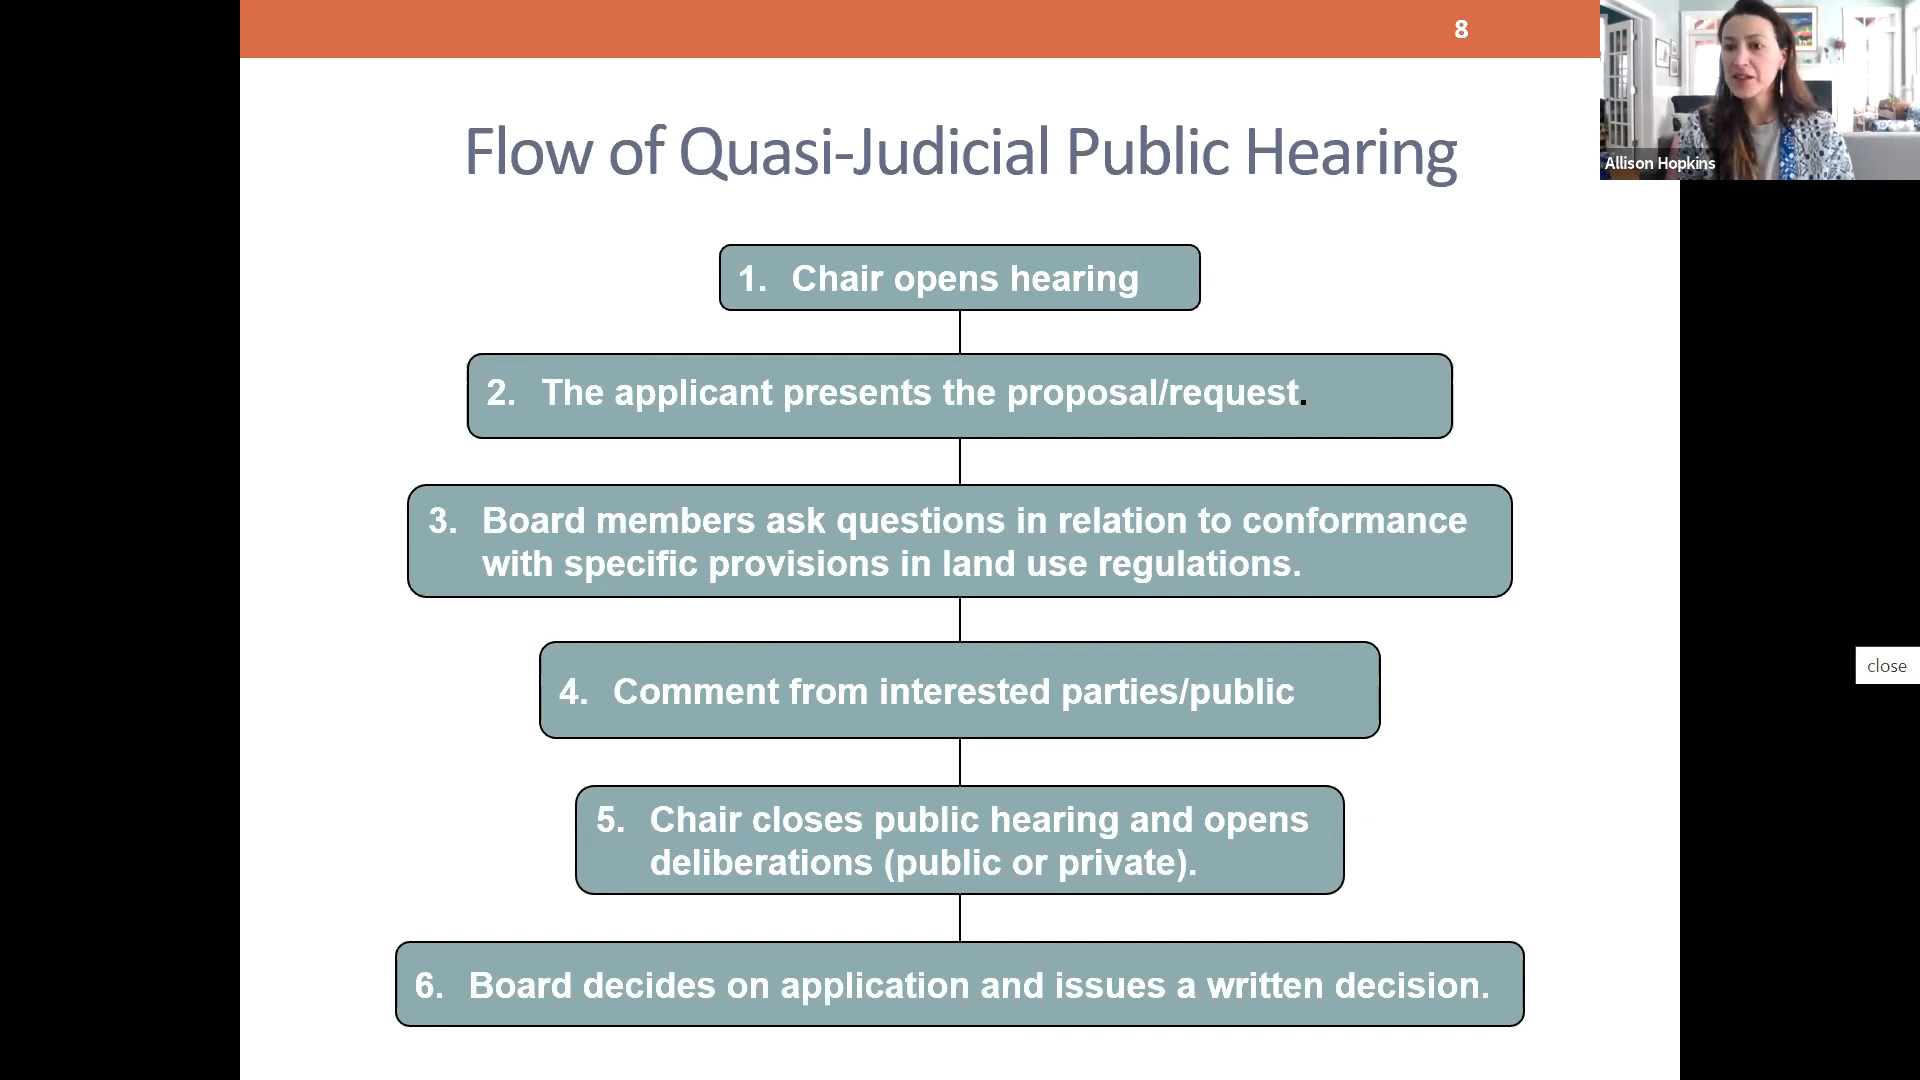 8
Flow of Quasi-Judicial Public Hearing
Allison Hopkins
1. Chair opens hearing
2. The applicant presents the proposal/request.
3. Board members ask questions in relation to conformance
with specific provisions in land use regulations.
4. Comment from interested parties/public
close
5. Chair closes public hearing and opens
deliberations (public or private).
6. Board decides on application and issues a written decision.